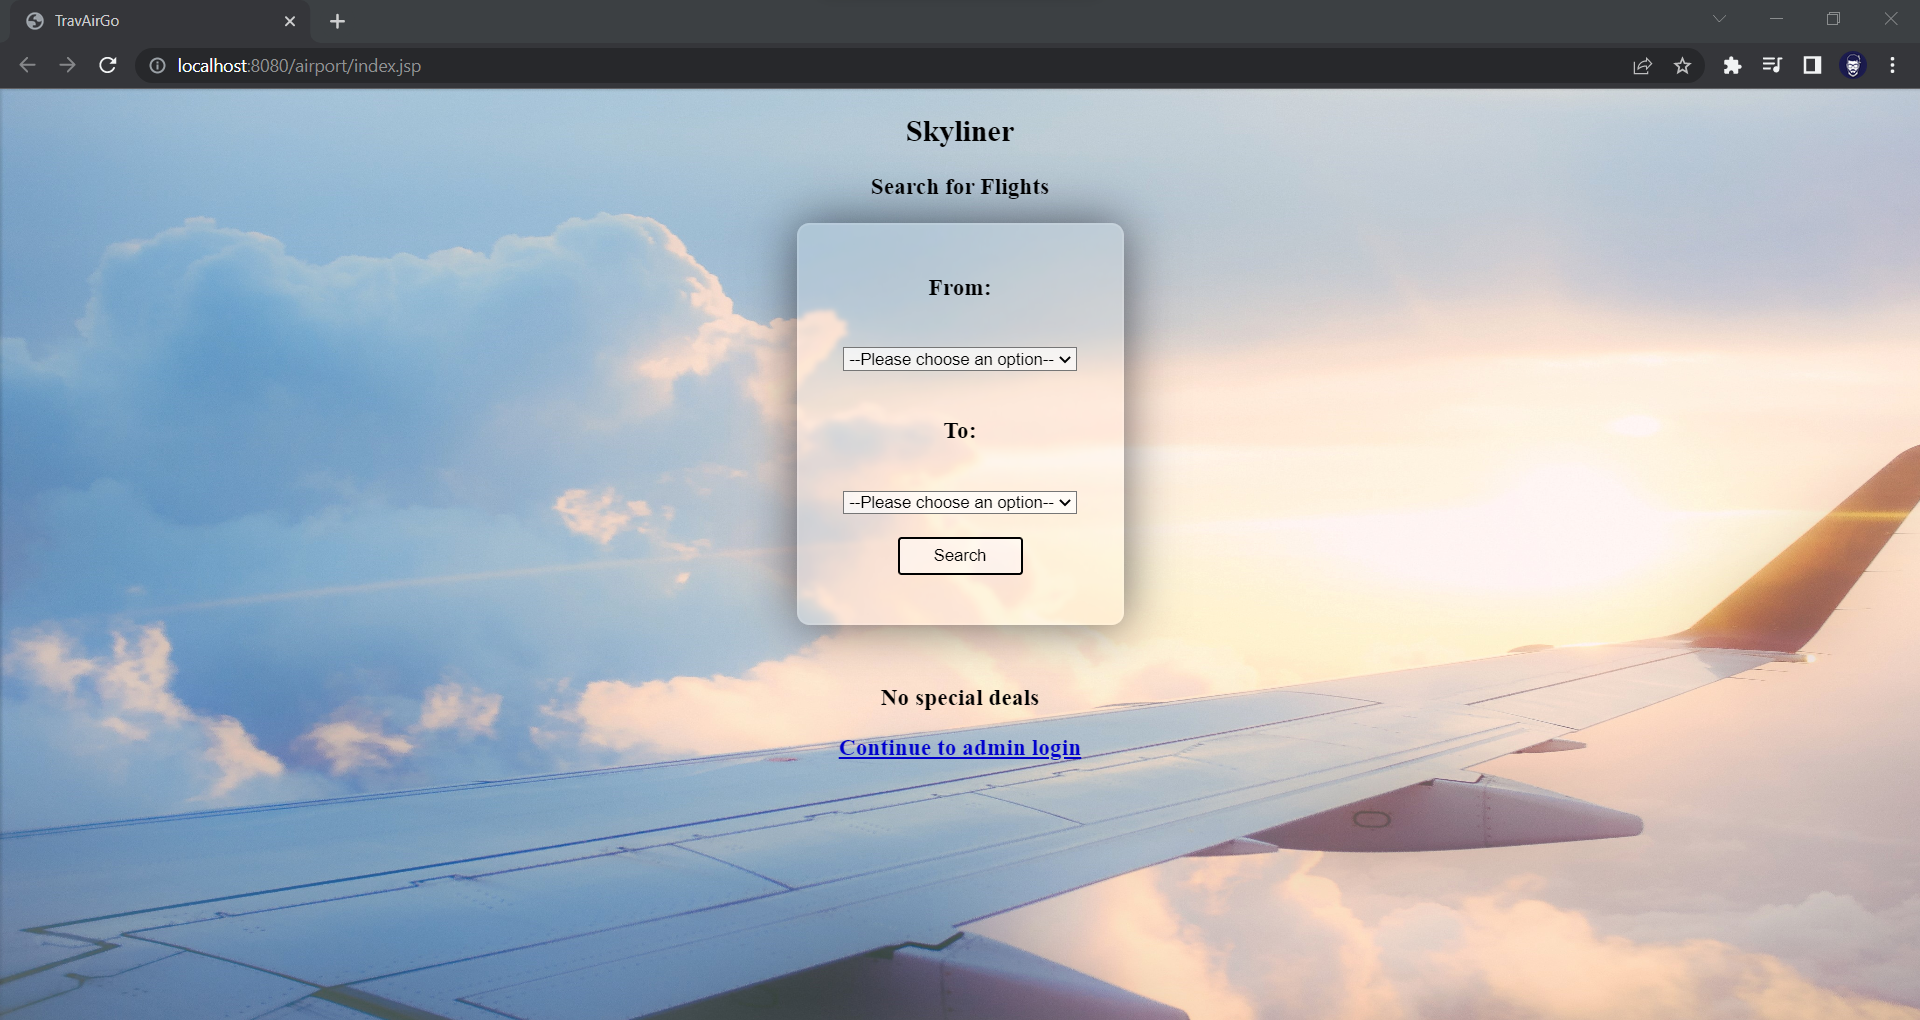 TravAirGo
localhost:8080/airport/index.jsp
Skyliner
Search for Flights
From:
--Please choose an option--
To:
--Please choose an option--
Search
No special deals
Continue to admin login